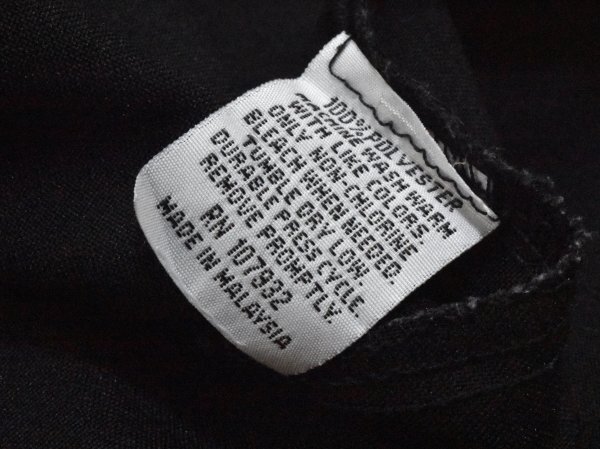 100% POLYESTER
MACHINE WASH WARM
WITH LIKE COLORS.
ONLY NON-CHLORINE
BLEACH WHEN NEEDED.
TUMBLE DRY LOW.
DURABLE PRESS CYCLE.
REMOVE PROMPTLY.
RN 107932
MADE IN MALAYSIA